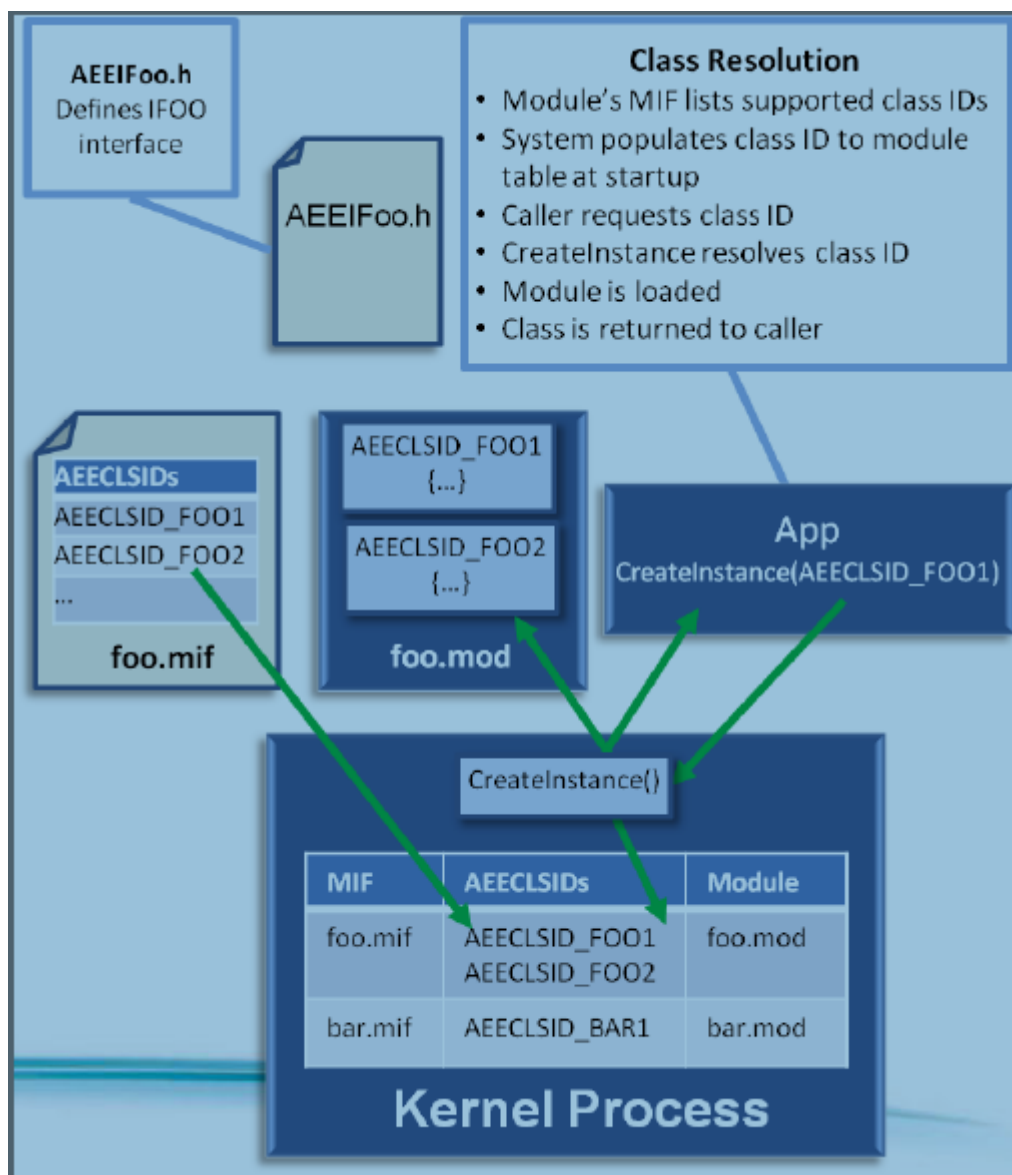 AEEIFoo.h
Defines IFOO
interface
AEEIFoo.h
Class Resolution
• Module's MIF lists supported class IDs
• System populates class ID to module
table at startup
• Caller requests class ID
• CreateInstance resolves class ID
• Module is loaded
• Class is returned to caller
AEECLSIDs
AEECLSID_FOO1
AEECLSID_FOO2
...
foo.mif
AEECLSID_FOO1
{...}
AEECLSID_FOO2
{...}
foo.mod
App
CreateInstance(AEECLSID_FOO1)
CreateInstance()
MIF AEECLSIDs Module
foo.mif AEECLSID_FOO1 foo.mod
AEECLSID_FOO2
bar.mif AEECLSID_BAR1 bar.mod
Kernel Process